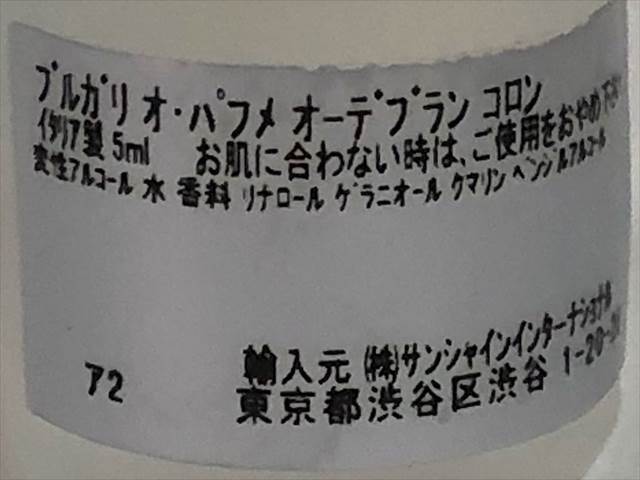 ブルガリ オ・パフメ オーデブラン コロン
イタリア製 5ml お肌に合わない時は、ご使用をおやめ下
変性アルコール 水 香料 リナロール ゲラニオール クマリン ベンジルアルコール
72
輸入元 (株)サンシャインインターナショナル
東京都渋谷区渋谷 1-20-